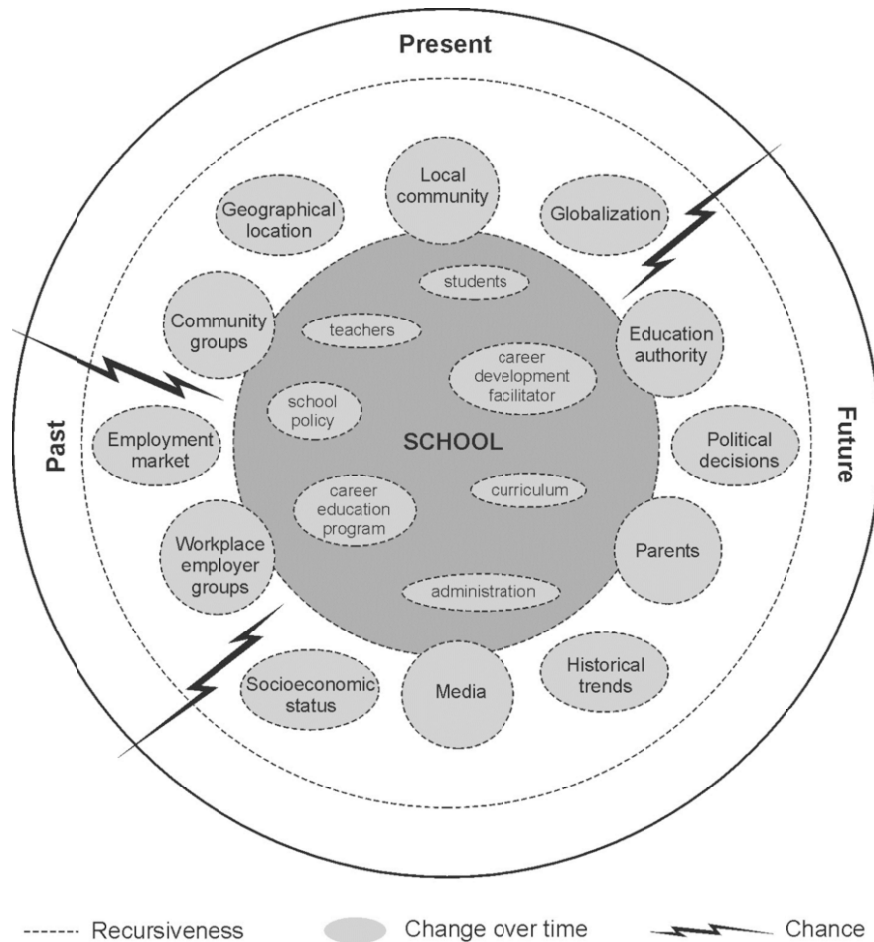 Present
Local
community
Geographical
location
Globalization
students
Community
groups
teachers
Education
authority
career
development
facilitator
school
policy
Past
Employment
market
SCHOOL
Political
decisions
Future
career
education
program
curriculum
Workplace
employer
groups
Parents
administration
Socioeconomic
status
Media
Historical
trends
Recursiveness
Change over time
Chance